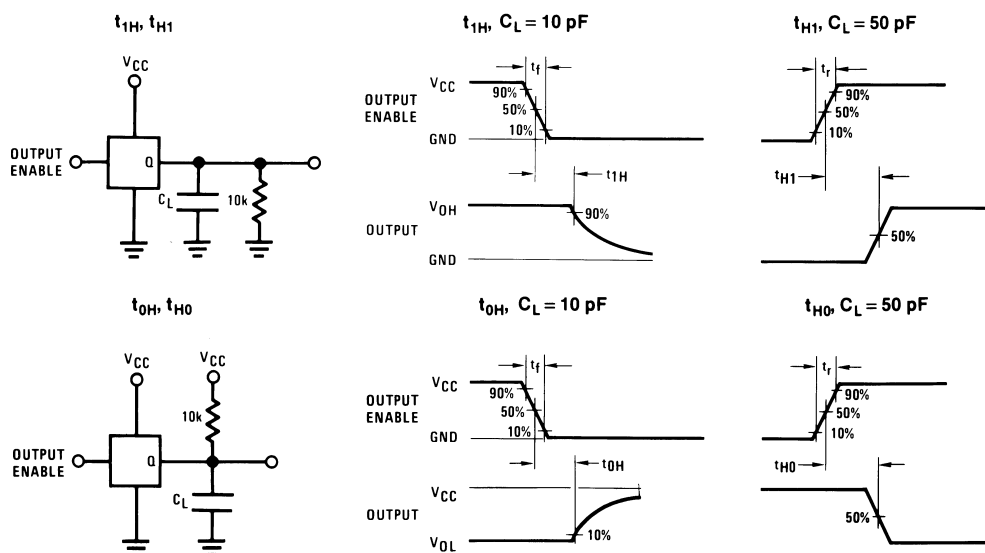 t1H, tH1
VCC
OUTPUT
ENABLE
Q
CL
10k
t1H, CL = 10 pF
tf
VCC
90%
OUTPUT
ENABLE
50%
10%
GND
t1H
VOH
90%
OUTPUT
GND
tH1, CL = 50 pF
tr
90%
50%
10%
tH1
50%
t0H, tH0
VCC
VCC
10k
OUTPUT
ENABLE
Q
CL
t0H, CL = 10 pF
tf
VCC
90%
OUTPUT
ENABLE
50%
10%
GND
t0H
VCC
OUTPUT
10%
VOL
tH0, CL = 50 pF
tr
90%
50%
10%
tH0
50%